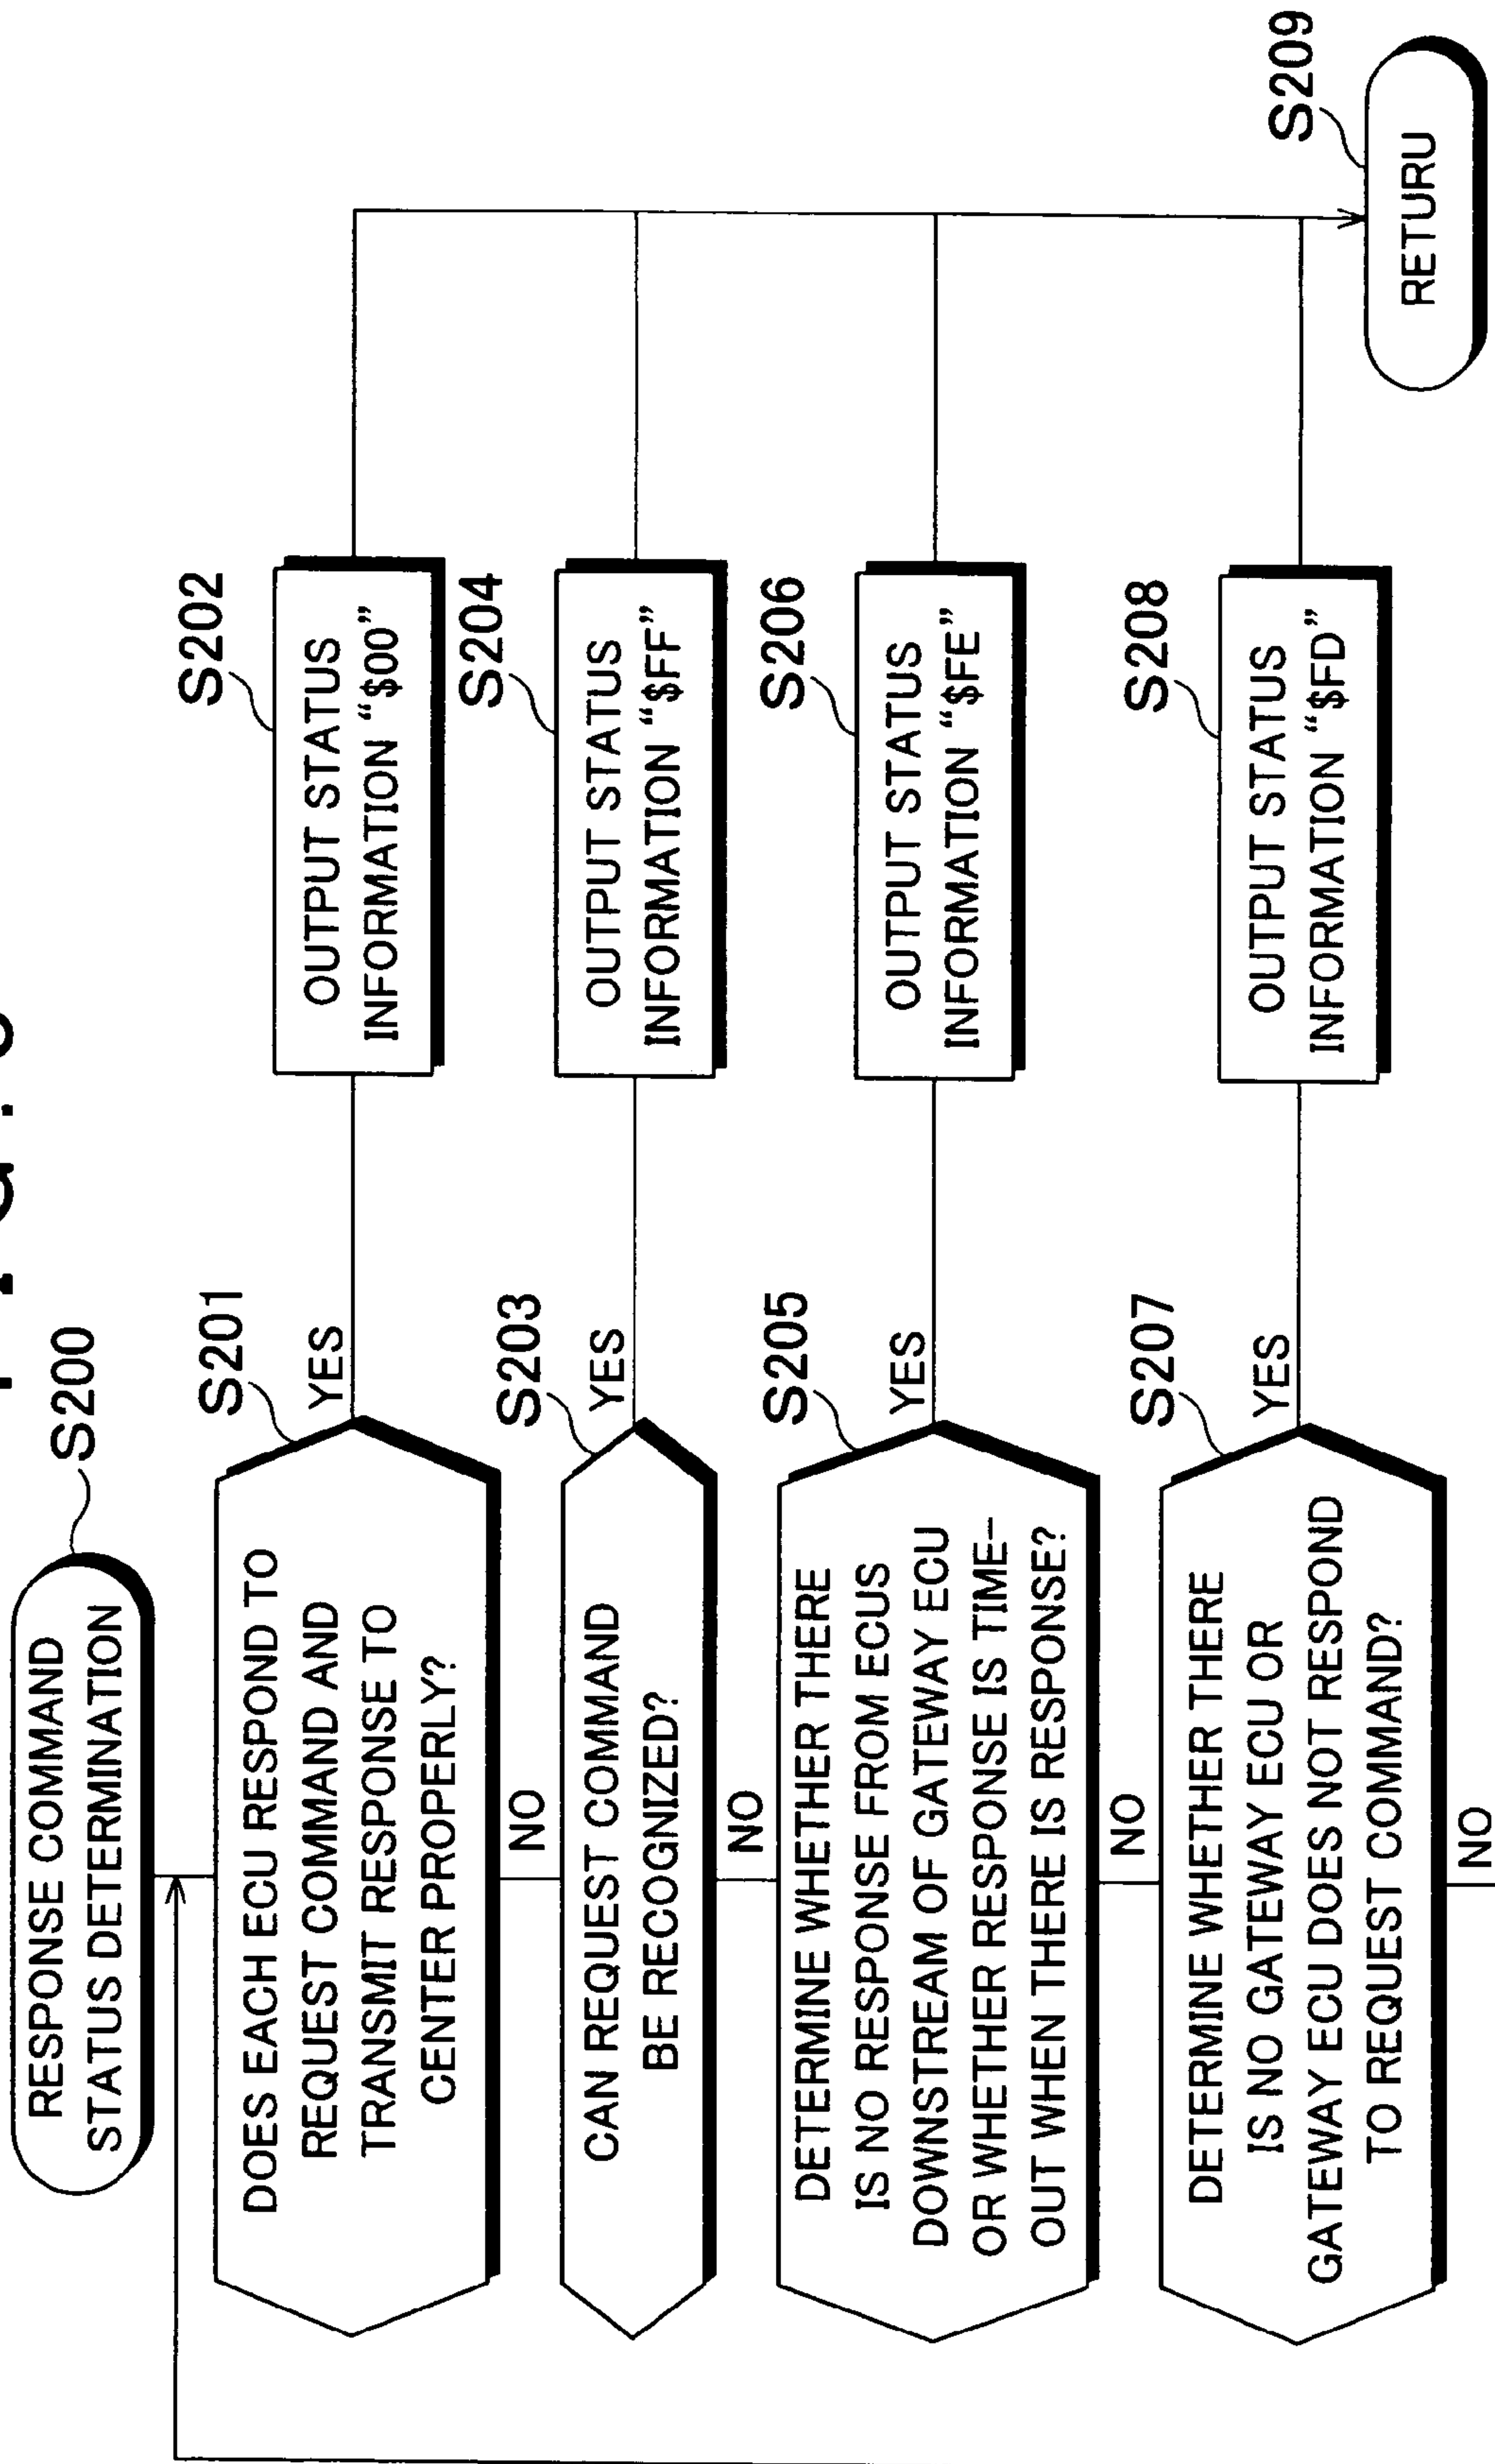 S200
RESPONSE COMMAND
STATUS DETERMINATION
S201
DOES EACH ECU RESPOND TO
REQUEST COMMAND AND
TRANSMIT RESPONSE TO
CENTER PROPERLY?
YES
S202
OUTPUT STATUS
INFORMATION “$00”
NO
S203
CAN REQUEST COMMAND
BE RECOGNIZED?
YES
S204
OUTPUT STATUS
INFORMATION “$FF”
NO
S205
DETERMINE WHETHER THERE
IS NO RESPONSE FROM ECUS
DOWNSTREAM OF GATEWAY ECU
OR WHETHER RESPONSE IS TIME-
OUT WHEN THERE IS RESPONSE?
YES
S206
OUTPUT STATUS
INFORMATION “$FE”
NO
S207
DETERMINE WHETHER THERE
IS NO GATEWAY ECU OR
GATEWAY ECU DOES NOT RESPOND
TO REQUEST COMMAND?
YES
S208
OUTPUT STATUS
INFORMATION “$FD”
NO
S209
RETURU